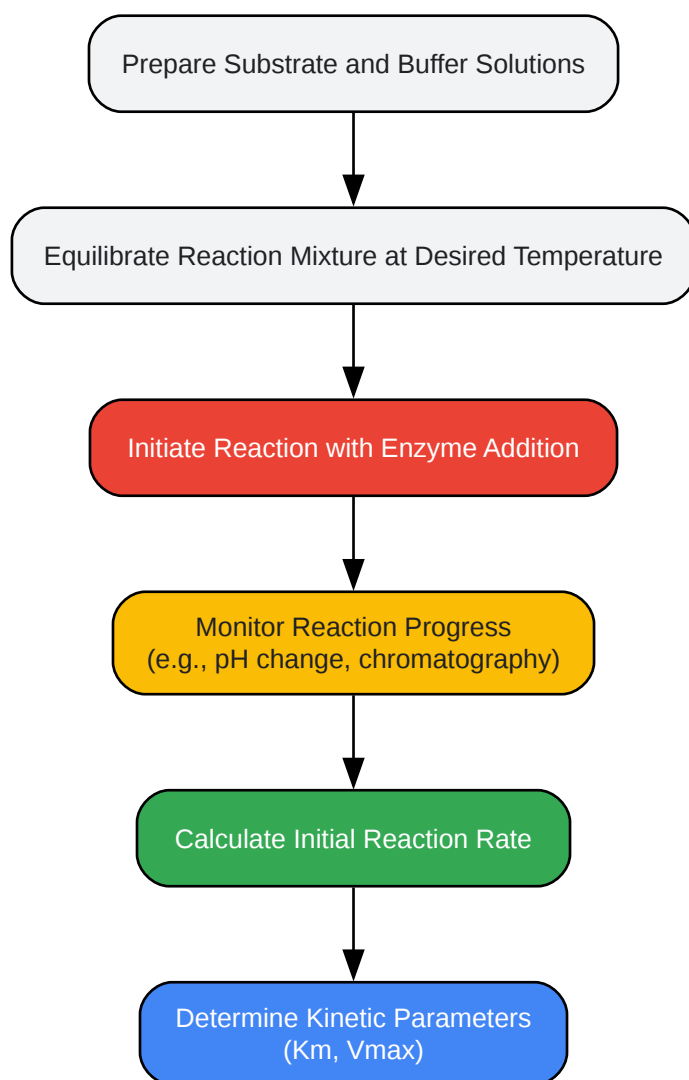 Prepare Substrate and Buffer Solutions
Equilibrate Reaction Mixture at Desired Temperature
Initiate Reaction with Enzyme Addition
Monitor Reaction Progress
(e.g., pH change, chromatography)
Calculate Initial Reaction Rate
Determine Kinetic Parameters
(Km, Vmax)